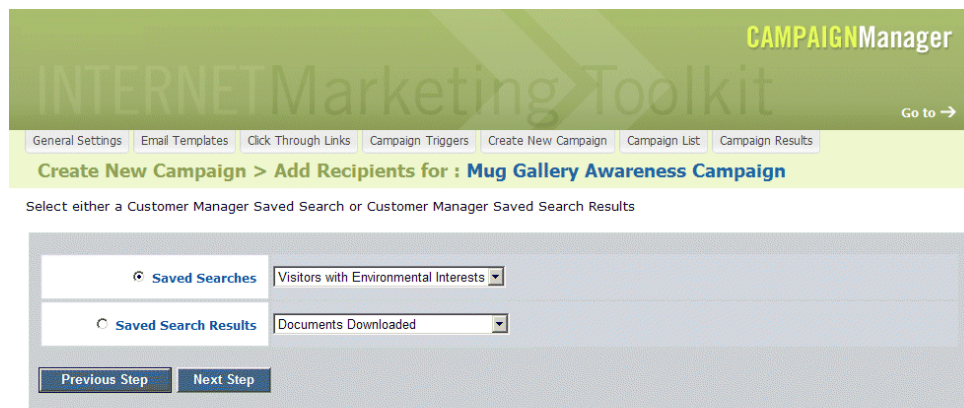 CAMPAIGNManager
INTERNETMarketing Toolkit
Go to →
General Settings Email Templates Click Through Links Campaign Triggers Create New Campaign Campaign List Campaign Results
Create New Campaign > Add Recipients for : Mug Gallery Awareness Campaign
Select either a Customer Manager Saved Search or Customer Manager Saved Search Results
Saved Searches Visitors with Environmental Interests
Saved Search Results Documents Downloaded
Previous Step Next Step